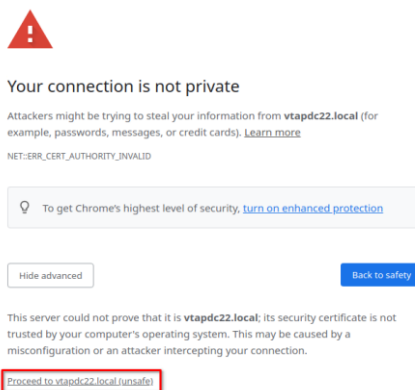 Your connection is not private
Attackers might be trying to steal your information from vtapdc22.local (for
example, passwords, messages, or credit cards). Learn more
NET::ERR_CERT_AUTHORITY_INVALID
To get Chrome's highest level of security, turn on enhanced protection
Hide advanced
Back to safety
This server could not prove that it is vtapdc22.local; its security certificate is not
trusted by your computer's operating system. This may be caused by a
misconfiguration or an attacker intercepting your connection.
Proceed to vtapdc22.local (unsafe)